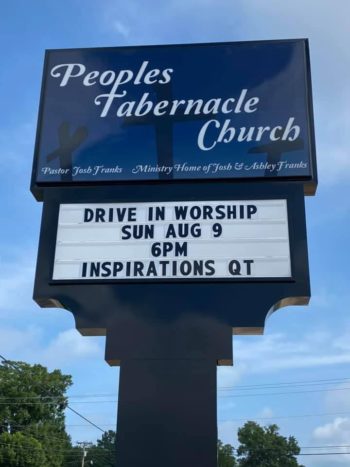 Peoples
Tabernacle
Church
Pastor Josh Franks Ministry Home of Josh & Ashley Franks
DRIVE IN WORSHIP
SUN AUG 9
6PM
INSPIRATIONS QT